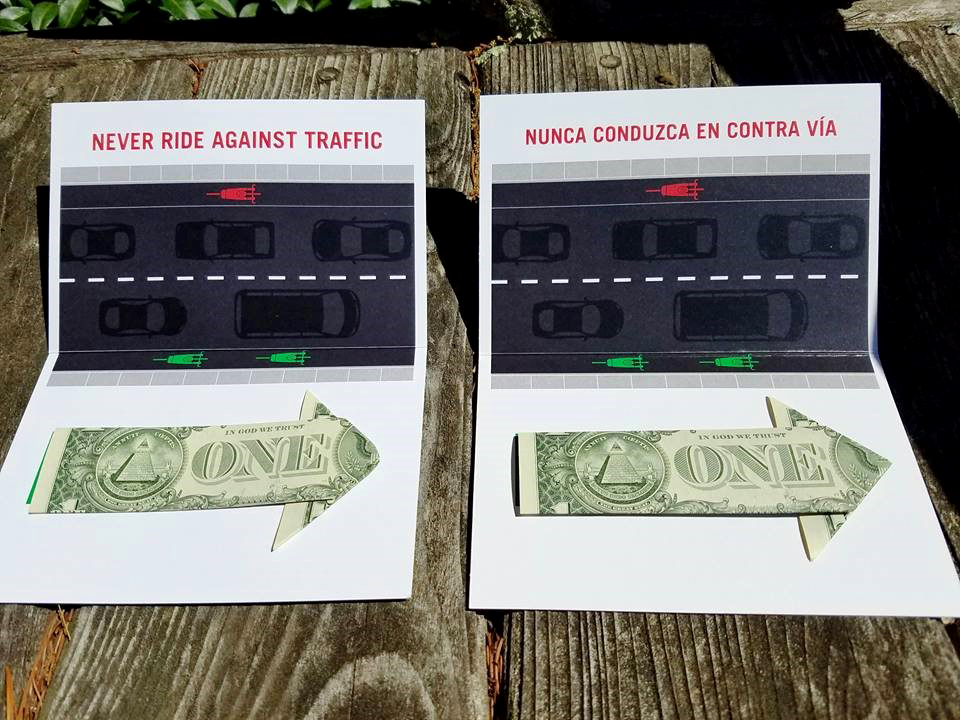 NEVER RIDE AGAINST TRAFFIC
NUNCA CONDUZCA EN CONTRA VÍA
IN GOD WE TRUST
ONE
IN GOD WE TRUST
ONE